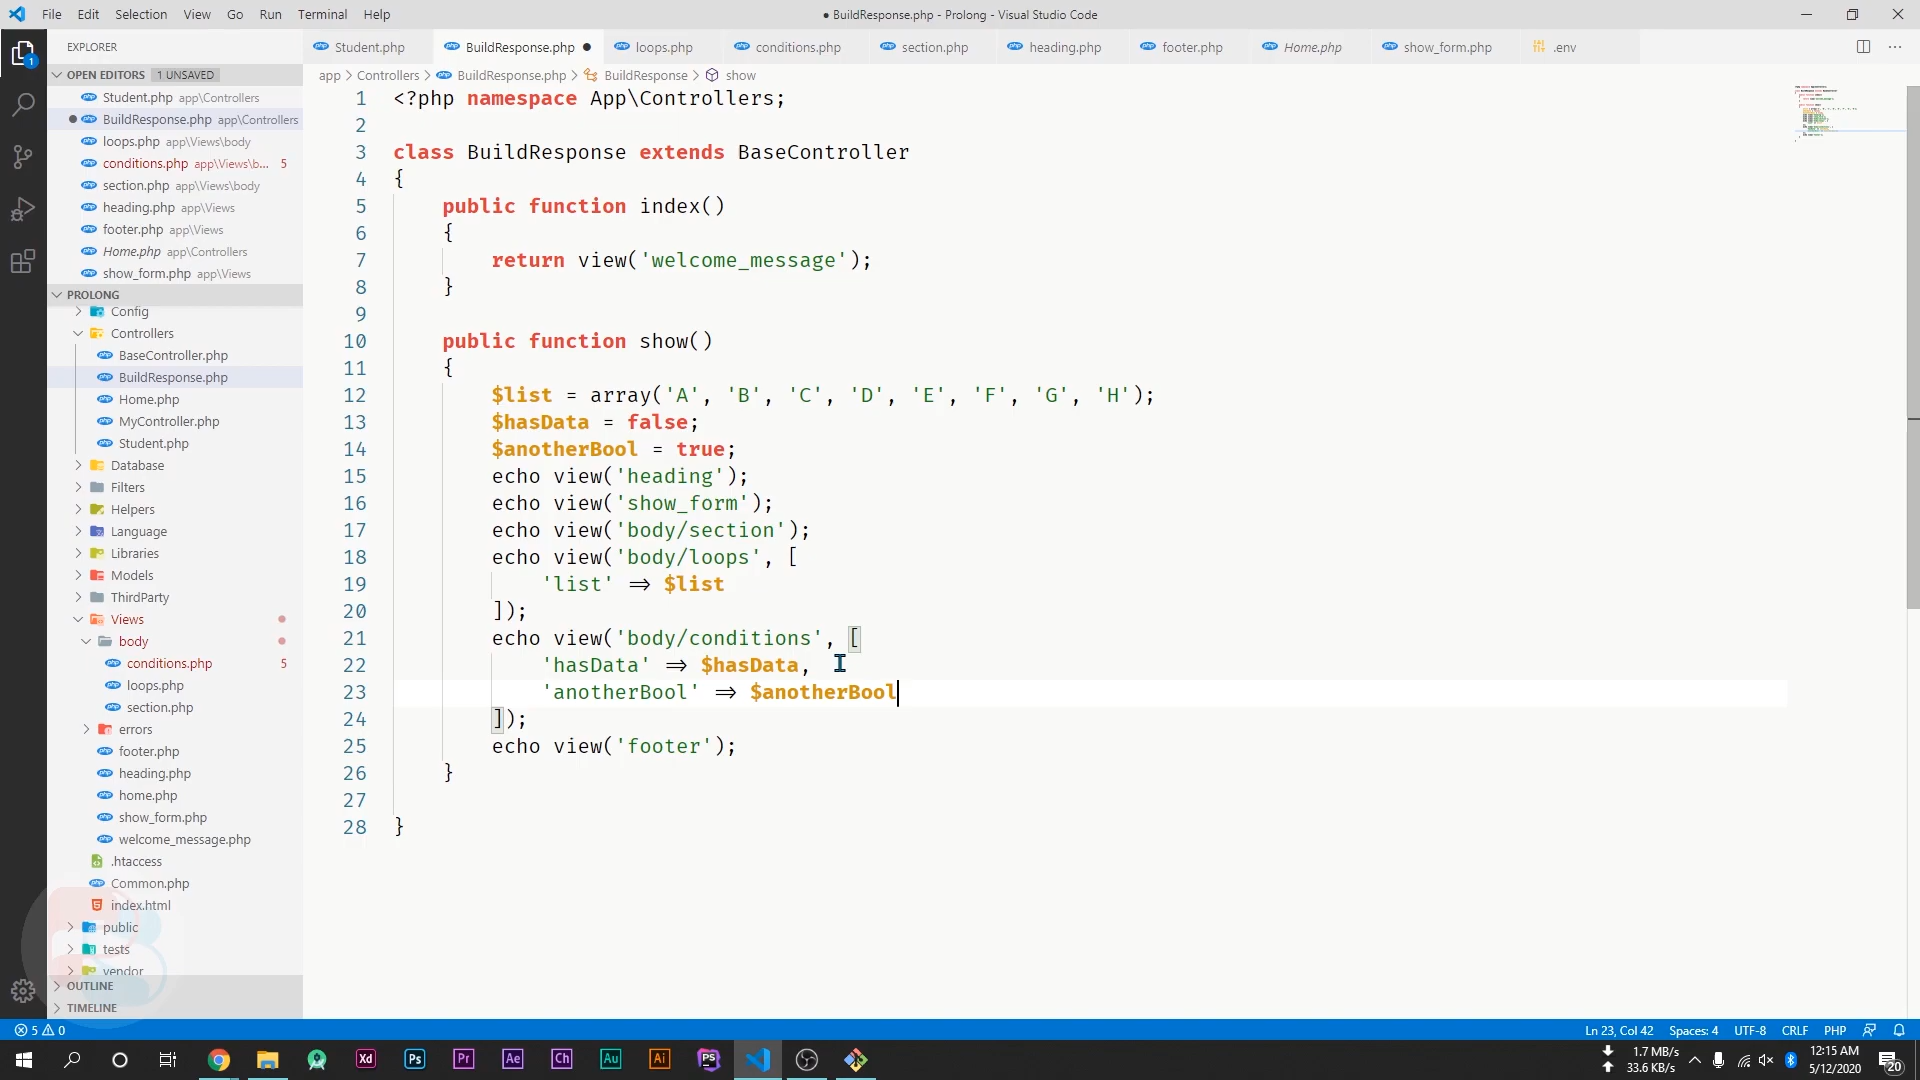 File Edit Selection View Go Run Terminal Help
● BuildResponse.php - Prolong - Visual Studio Code
EXPLORER
Student.php
BuildResponse.php ●
loops.php
conditions.php
section.php
heading.php
footer.php
Home.php
show_form.php
.env
OPEN EDITORS 1 UNSAVED
Student.php app\Controllers
BuildResponse.php app\Controllers
loops.php app\Views\body
conditions.php app\Views\b... 5
section.php app\Views\body
heading.php app\Views
footer.php app\Views
Home.php app\Controllers
show_form.php app\Views
PROLONG
Config
Controllers
BaseController.php
BuildResponse.php
Home.php
MyController.php
Student.php
Database
Filters
Helpers
Language
Libraries
Models
ThirdParty
Views
body
conditions.php 5
loops.php
section.php
errors
footer.php
heading.php
home.php
show_form.php
welcome_message.php
.htaccess
Common.php
index.html
public
tests
vendor
OUTLINE
TIMELINE
app > Controllers > BuildResponse.php > BuildResponse > show
1 <?php namespace App\Controllers;
2
3 class BuildResponse extends BaseController
4 {
5 public function index()
6 {
7 return view('welcome_message');
8 }
9
10 public function show()
11 {
12 $list = array('A', 'B', 'C', 'D', 'E', 'F', 'G', 'H');
13 $hasData = false;
14 $anotherBool = true;
15 echo view('heading');
16 echo view('show_form');
17 echo view('body/section');
18 echo view('body/loops', [
19 'list' => $list
20 ]);
21 echo view('body/conditions', [
22 'hasData' => $hasData,
23 'anotherBool' => $anotherBool
24 ]);
25 echo view('footer');
26 }
27
28 }
5 0
Ln 23, Col 42 Spaces: 4 UTF-8 CRLF PHP
Xd Ps Pr Ae Ch Au Ai PS
1.7 MB/s
33.6 KB/s
12:15 AM
5/12/2020
20